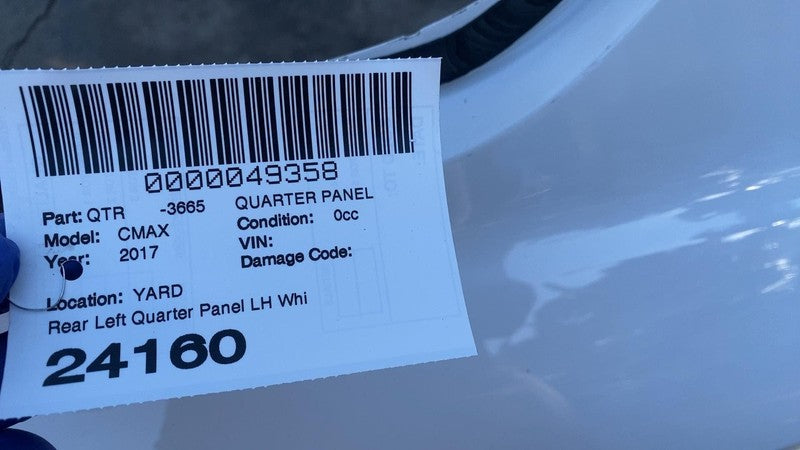 0000049358
Part: QTR -3665 QUARTER PANEL
Model: CMAX Condition: 0cc
Year: 2017 VIN:
Damage Code:
Location: YARD
Rear Left Quarter Panel LH Whi
24160